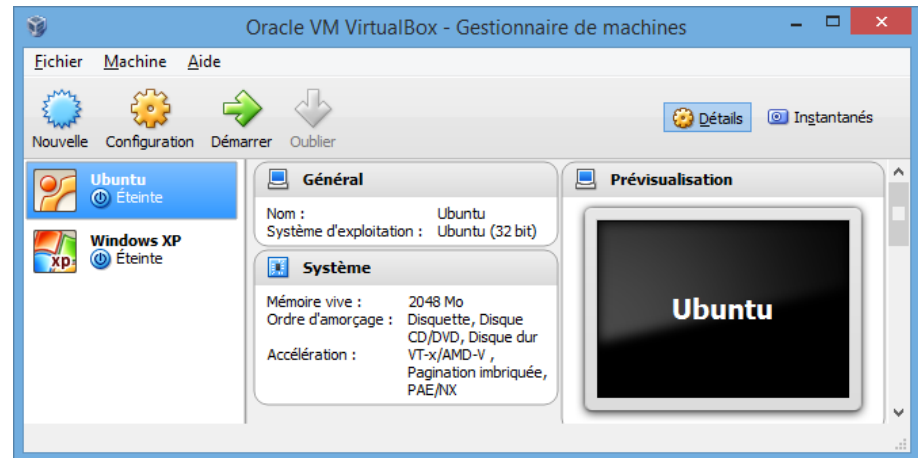 Oracle VM VirtualBox - Gestionnaire de machines
Fichier Machine Aide
Nouvelle Configuration Démarrer Oublier
Détails Instantanés
Ubuntu
Éteinte
xp
Windows XP
Éteinte
Général
Nom : Ubuntu
Système d'exploitation : Ubuntu (32 bit)
Système
Mémoire vive : 2048 Mo
Ordre d'amorçage : Disquette, Disque
CD/DVD, Disque dur
Accélération : VT-x/AMD-V ,
Pagination imbriquée,
PAE/NX
Prévisualisation
Ubuntu